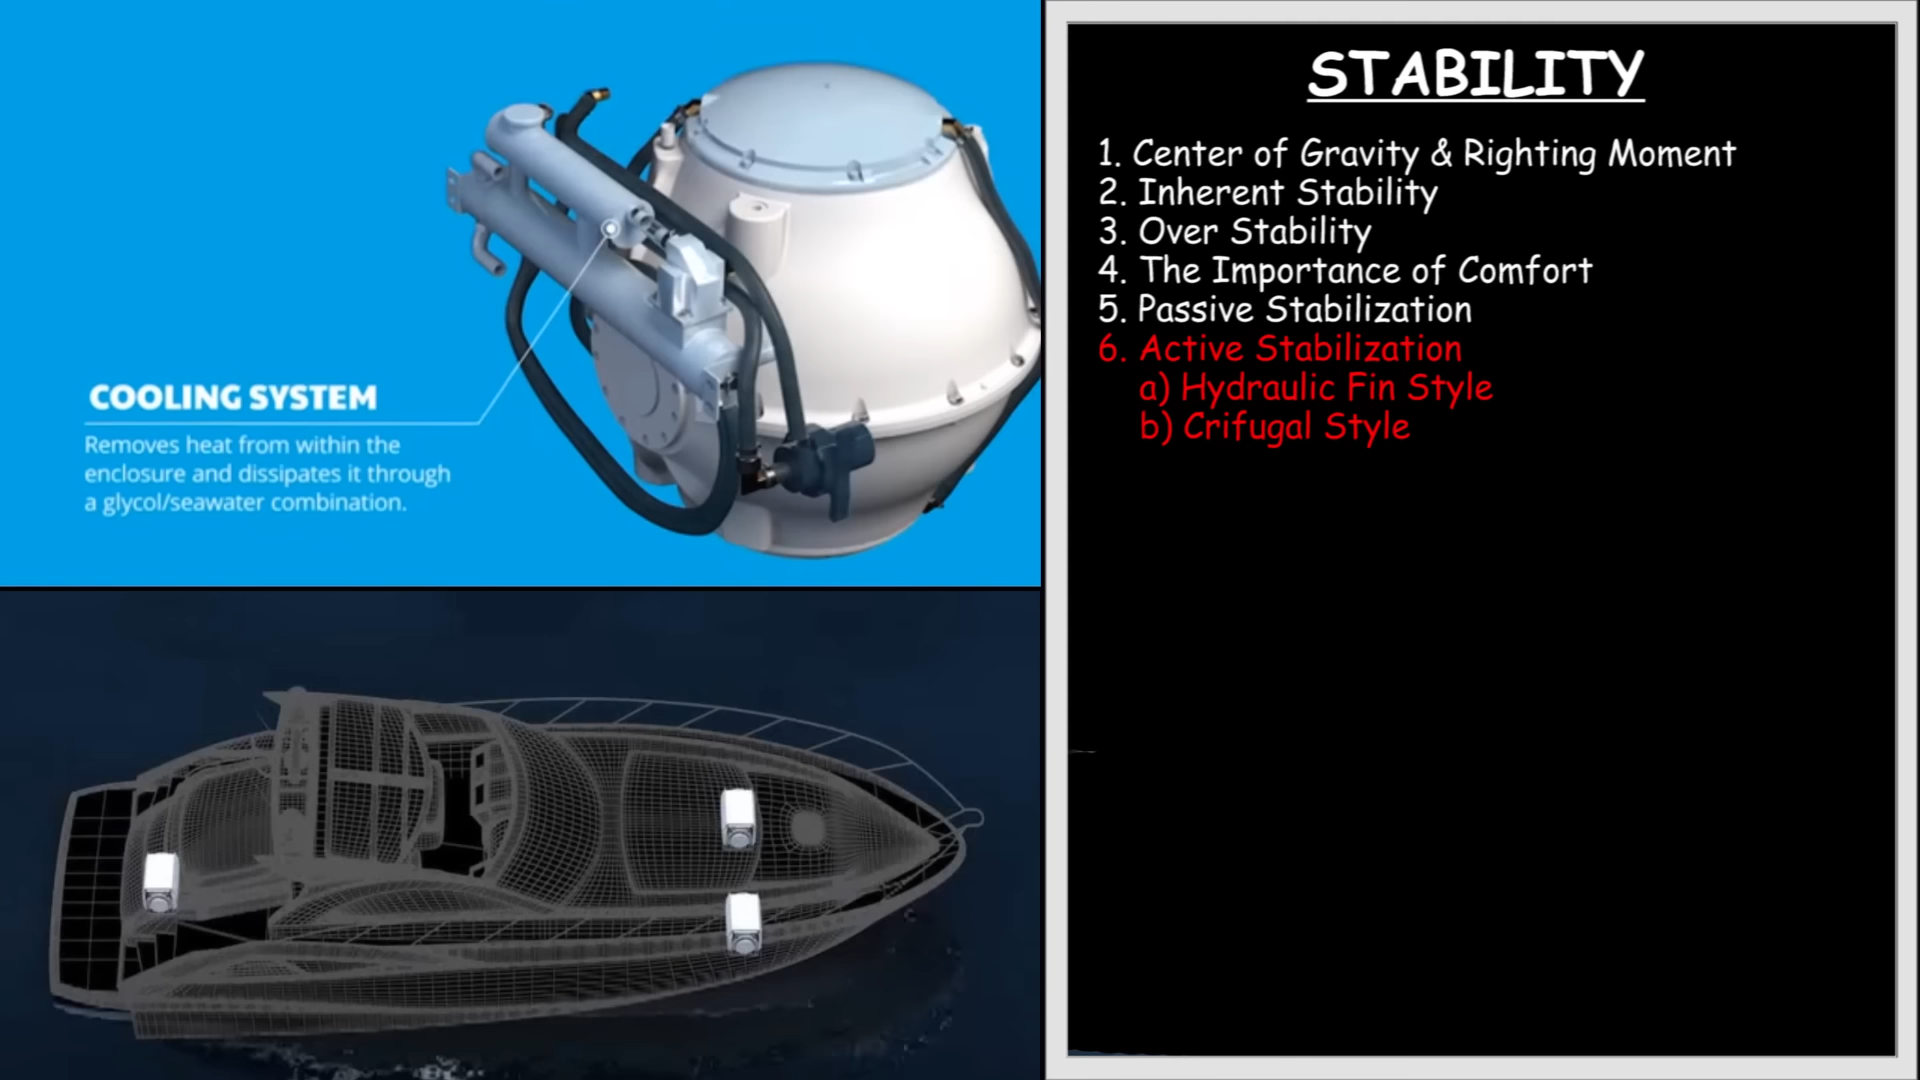 COOLING SYSTEM
Removes heat from within the
enclosure and dissipates it through
a glycol/seawater combination.
STABILITY
1. Center of Gravity & Righting Moment
2. Inherent Stability
3. Over Stability
4. The Importance of Comfort
5. Passive Stabilization
6. Active Stabilization
a) Hydraulic Fin Style
b) Crifugal Style